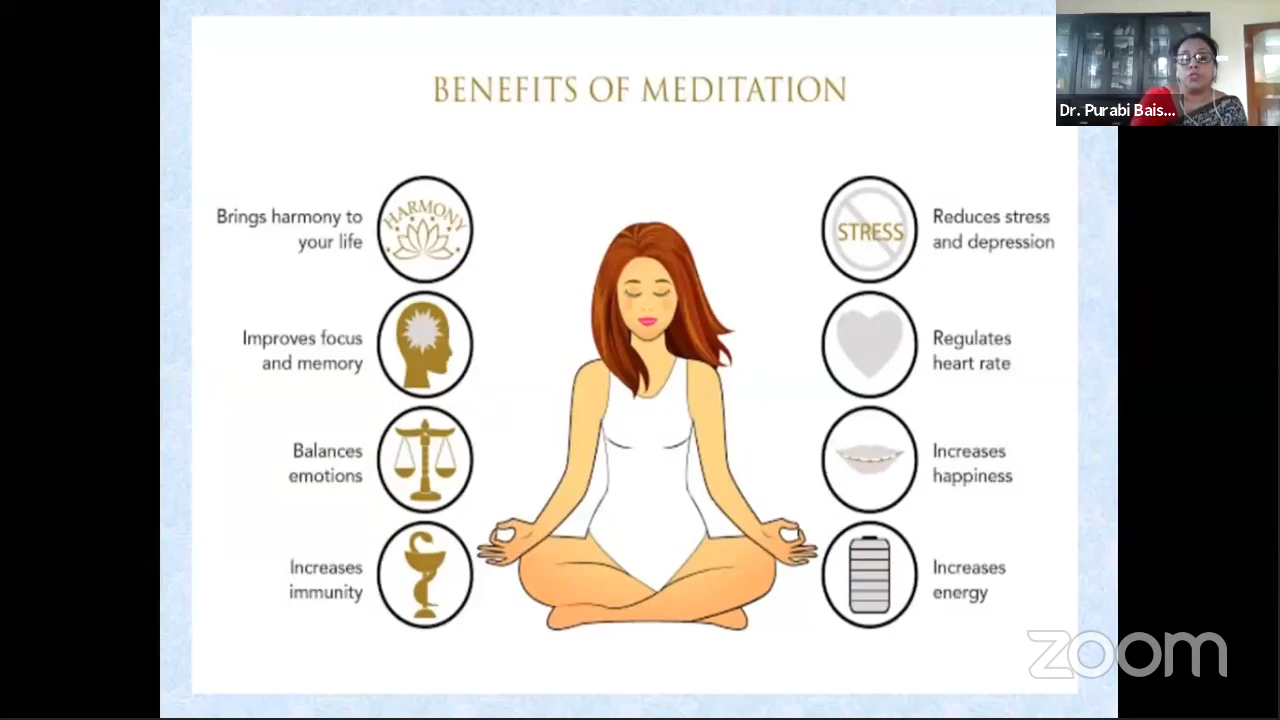 BENEFITS OF MEDITATION
Dr. Purabi Bais...
Brings harmony to
your life
HARMONY
STRESS
Reduces stress
and depression
Improves focus
and memory
Regulates
heart rate
Balances
emotions
Increases
happiness
Increases
immunity
Increases
energy
zoom